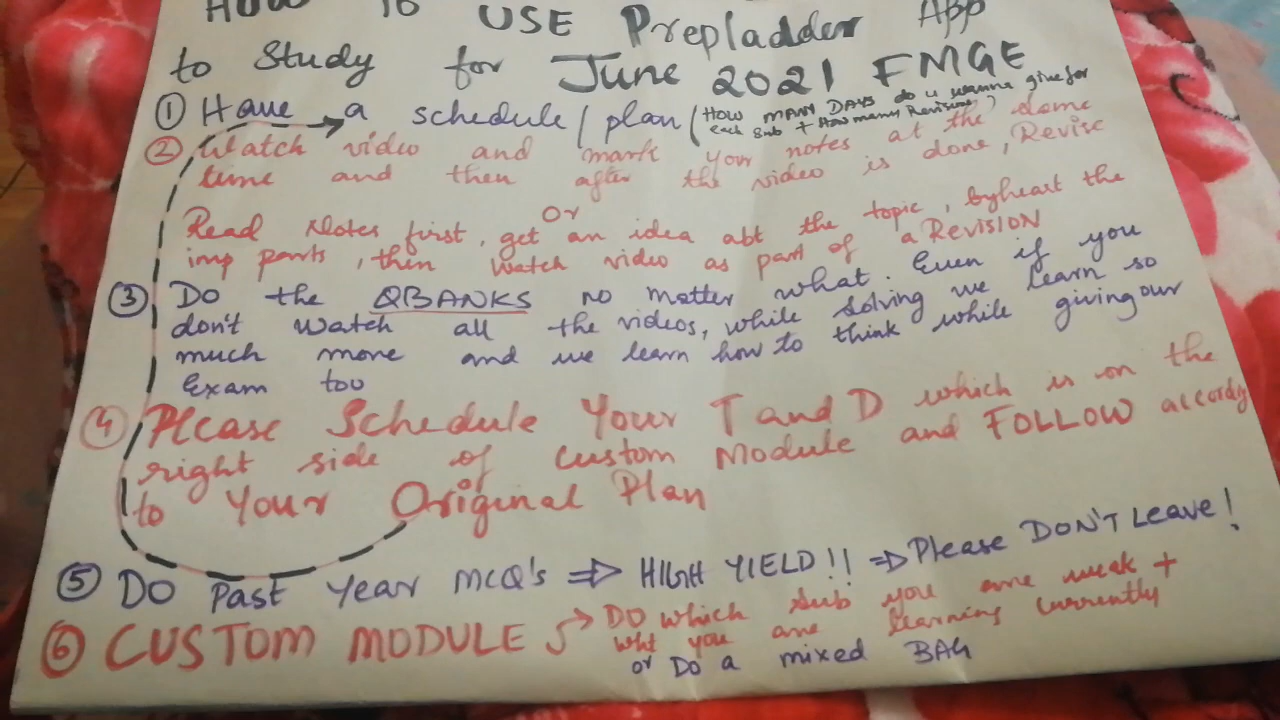 HOW TO USE Prepladder App
to Study for June 2021 FMGE
① Have a schedule / plan (HOW MANY DAYS do u wanna give for
each sub + How many Revisions)
② Watch video and mark your notes at the same
time and then after the video is done, Revise
Or
Read Notes first, get an idea abt the topic, byheart the
imp parts, then watch video as part of a REVISION
③ Do the QBANKS no matter what. Even if you
don't watch all the videos, while solving we learn so
much more and we learn how to think while giving our
Exam too
④ Please Schedule Your T and D which is on the
right side of custom Module and FOLLOW accordg
to Your Original Plan
⑤ DO Past Year MCQ's ⇒ HIGH YIELD!! ⇒ Please DON'T Leave!
⑥ CUSTOM MODULE → DO which sub you are weak +
wht you are learning currently
or Do a mixed BAG